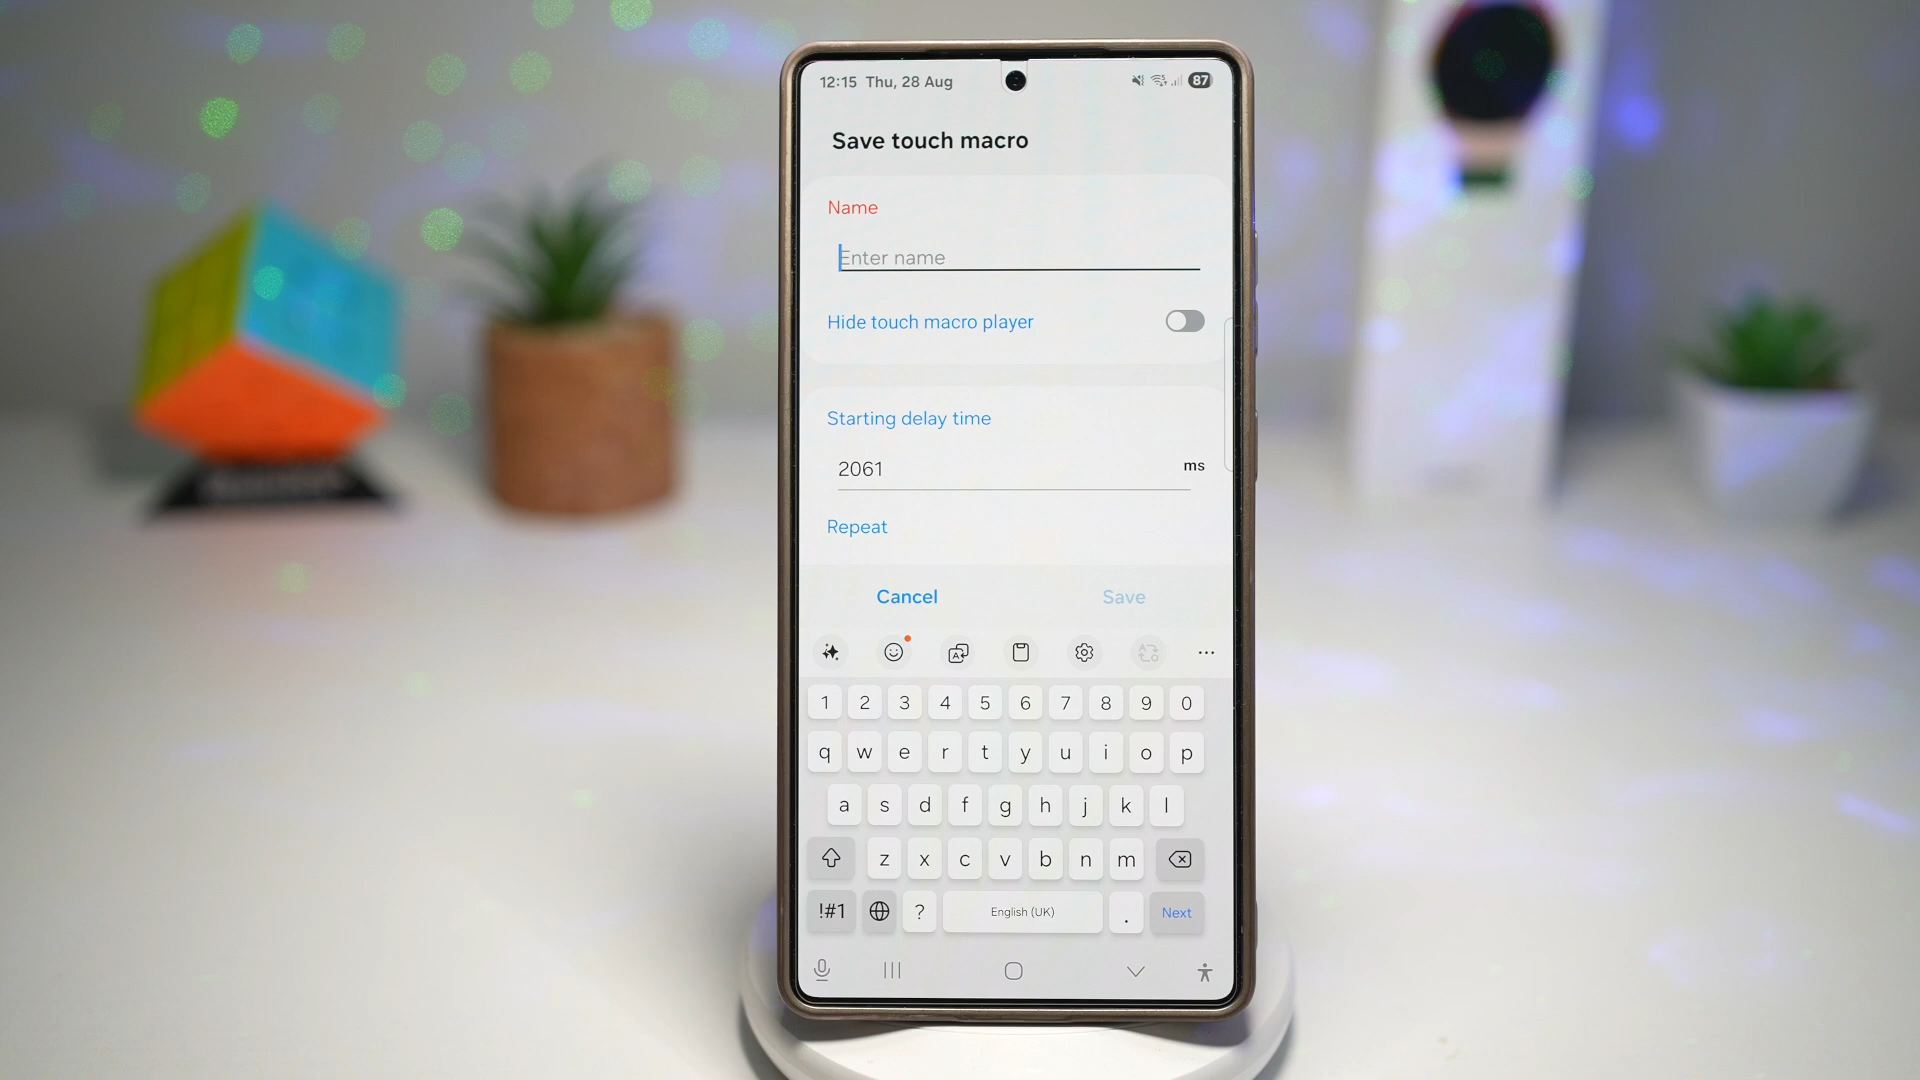 12:15 Thu, 28 Aug 87
Save touch macro
Name
Enter name
Hide touch macro player
Starting delay time
2061 ms
Repeat
Cancel Save
1 2 3 4 5 6 7 8 9 0
q w e r t y u i o p
a s d f g h j k l
z x c v b n m
!#1 ? English (UK) . Next